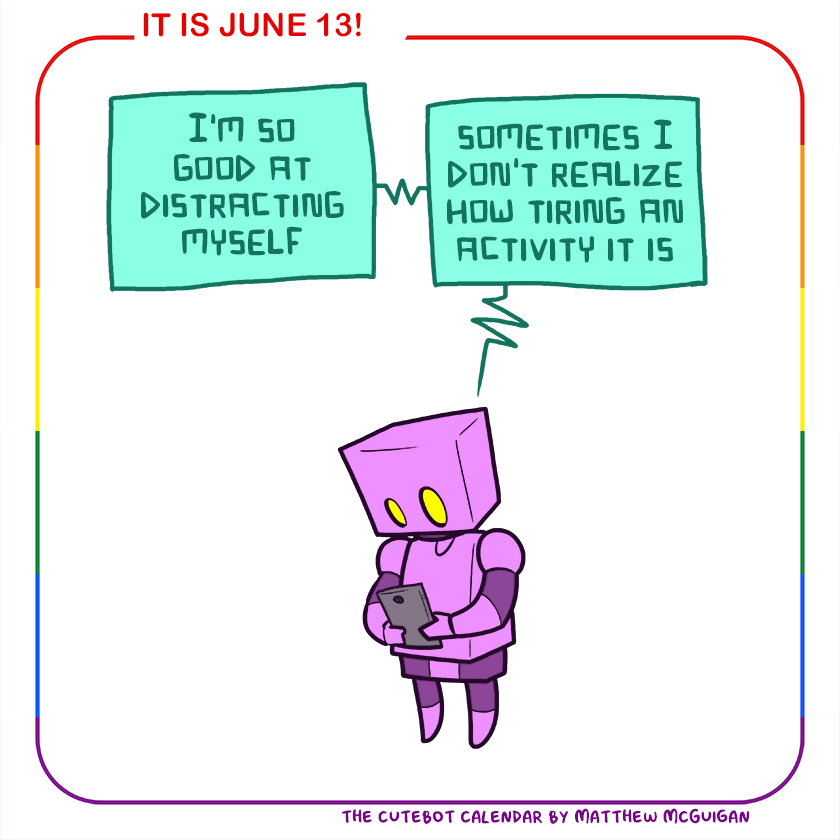 IT IS JUNE 13!
I'M SO
GOOD AT
DISTRACTING
MYSELF
SOMETIMES I
DON'T REALIZE
HOW TIRING AN
ACTIVITY IT IS
THE CUTEBOT CALENDAR BY MATTHEW MCGUIGAN